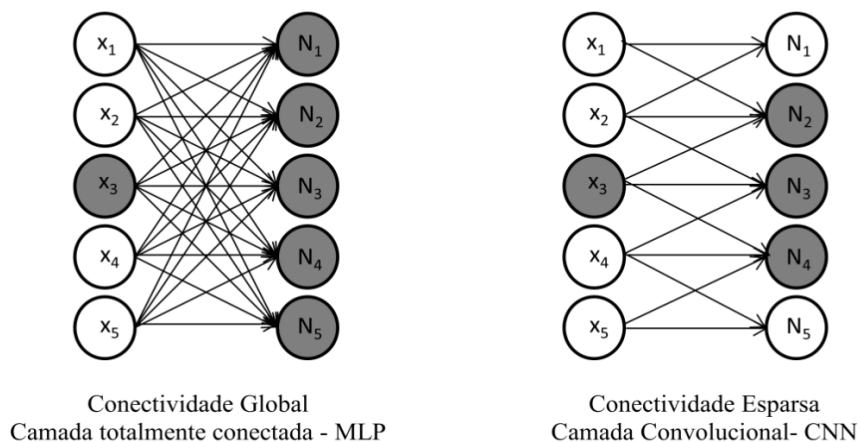 x1 N1 x1 N1
x2 N2 x2 N2
x3 N3 x3 N3
x4 N4 x4 N4
x5 N5 x5 N5
Conectividade Global
Camada totalmente conectada - MLP
Conectividade Esparsa
Camada Convolucional- CNN